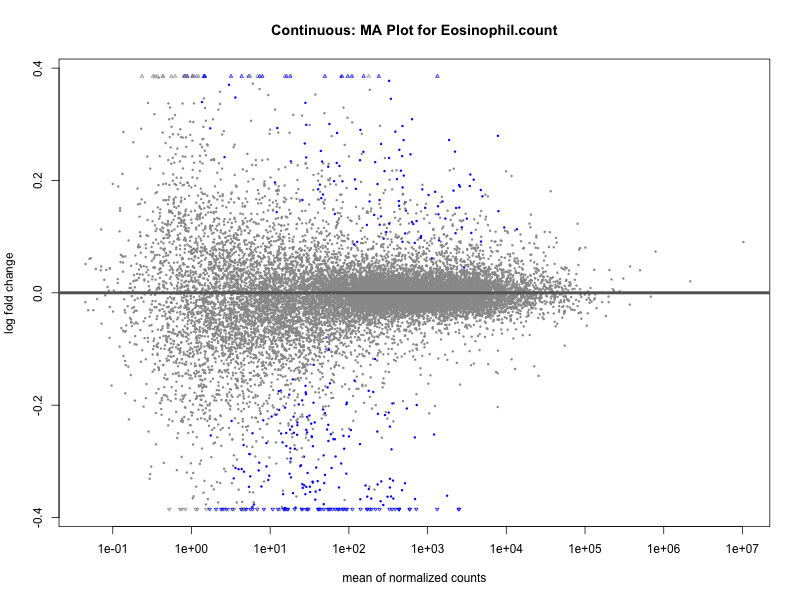 Continuous: MA Plot for Eosinophil.count
0.4
0.2
0.0
-0.2
-0.4
log fold change
1e-01 1e+00 1e+01 1e+02 1e+03 1e+04 1e+05 1e+06 1e+07
mean of normalized counts